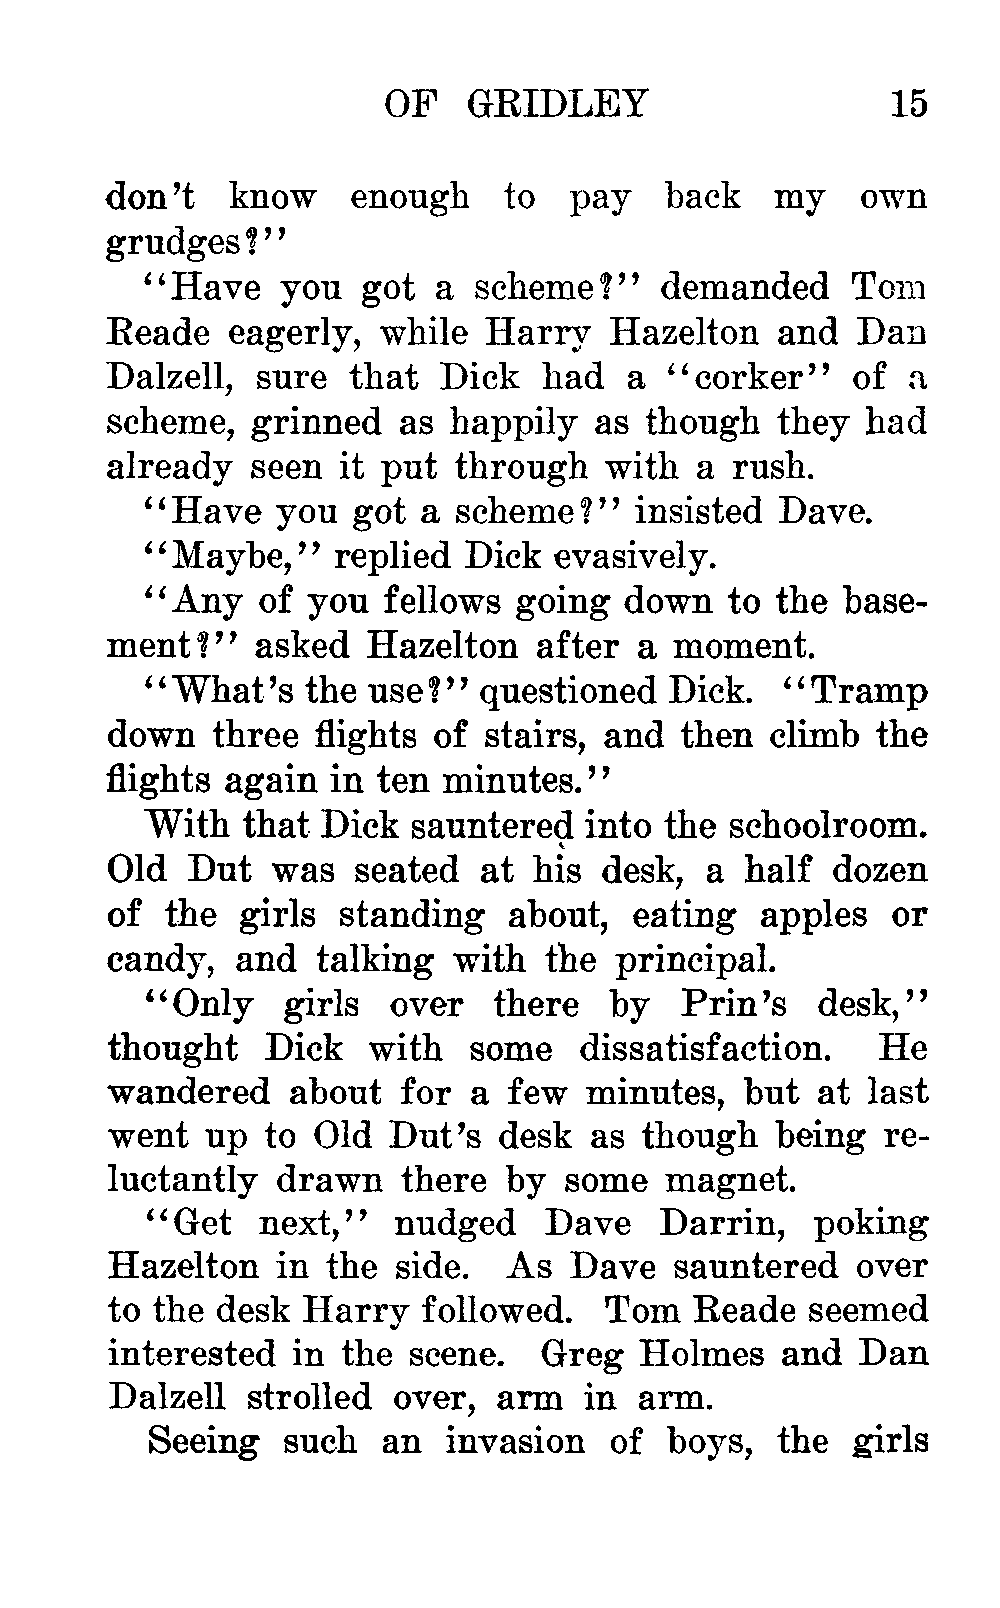 OF GRIDLEY 15
don't know enough to pay back my own
grudges?"
"Have you got a scheme?" demanded Tom
Reade eagerly, while Harry Hazelton and Dan
Dalzell, sure that Dick had a "corker" of a
scheme, grinned as happily as though they had
already seen it put through with a rush.
"Have you got a scheme?" insisted Dave.
"Maybe," replied Dick evasively.
"Any of you fellows going down to the base-
ment?" asked Hazelton after a moment.
"What's the use?" questioned Dick. "Tramp
down three flights of stairs, and then climb the
flights again in ten minutes."
With that Dick sauntered into the schoolroom.
Old Dut was seated at his desk, a half dozen
of the girls standing about, eating apples or
candy, and talking with the principal.
"Only girls over there by Prin's desk,"
thought Dick with some dissatisfaction. He
wandered about for a few minutes, but at last
went up to Old Dut's desk as though being re-
luctantly drawn there by some magnet.
"Get next," nudged Dave Darrin, poking
Hazelton in the side. As Dave sauntered over
to the desk Harry followed. Tom Reade seemed
interested in the scene. Greg Holmes and Dan
Dalzell strolled over, arm in arm.
Seeing such an invasion of boys, the girls